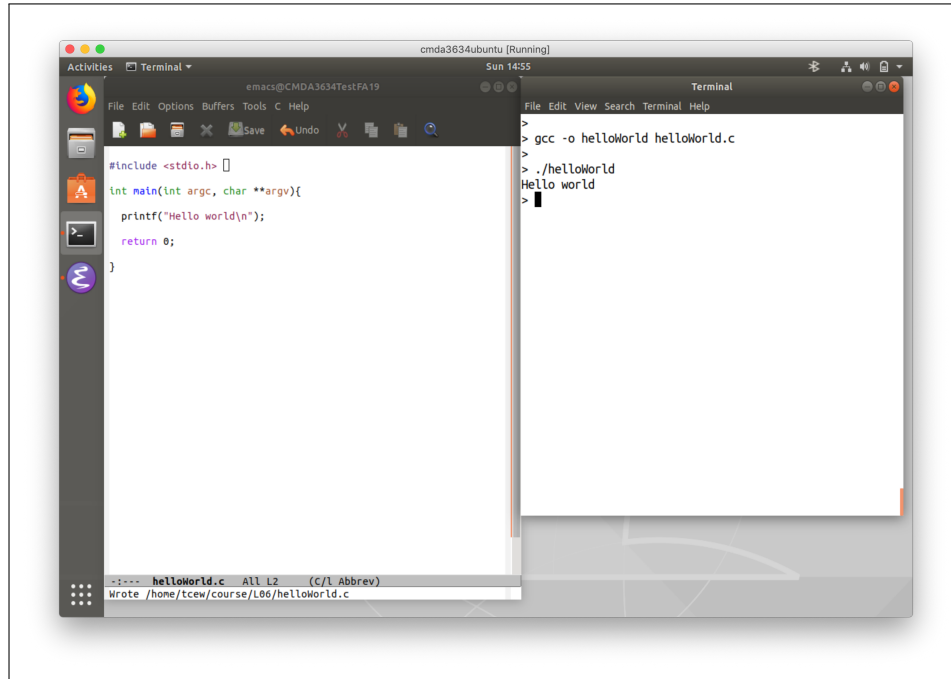 cmda3634ubuntu [Running]
Activities Terminal Sun 14:55
emacs@CMDA3634TestFA19
File Edit Options Buffers Tools C Help
Save Undo
#include <stdio.h>
int main(int argc, char **argv){
printf("Hello world\n");
return 0;
}
-:--- helloWorld.c All L2 (C/l Abbrev)
Wrote /home/tcew/course/L06/helloWorld.c
Terminal
File Edit View Search Terminal Help
>
> gcc -o helloWorld helloWorld.c
>
> ./helloWorld
Hello world
>